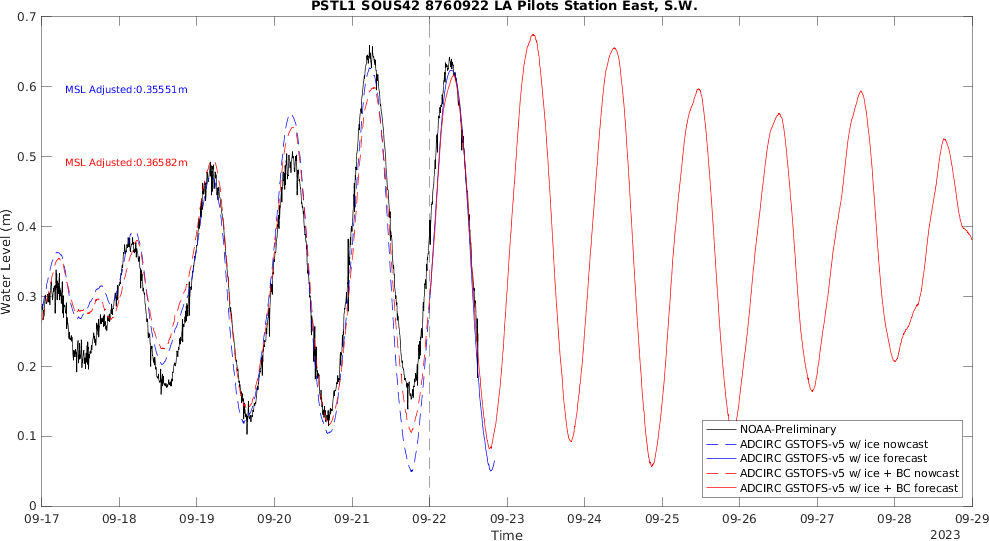 PSTL1 SOUS42 8760922 LA Pilots Station East, S.W.
0.7
0.6
0.5
0.4
0.3
0.2
0.1
0
Water Level (m)
MSL Adjusted:0.35551m
MSL Adjusted:0.36582m
NOAA-Preliminary
ADCIRC GSTOFS-v5 w/ ice nowcast
ADCIRC GSTOFS-v5 w/ ice forecast
ADCIRC GSTOFS-v5 w/ ice + BC nowcast
ADCIRC GSTOFS-v5 w/ ice + BC forecast
09-17 09-18 09-19 09-20 09-21 09-22 09-23 09-24 09-25 09-26 09-27 09-28 09-29
Time
2023